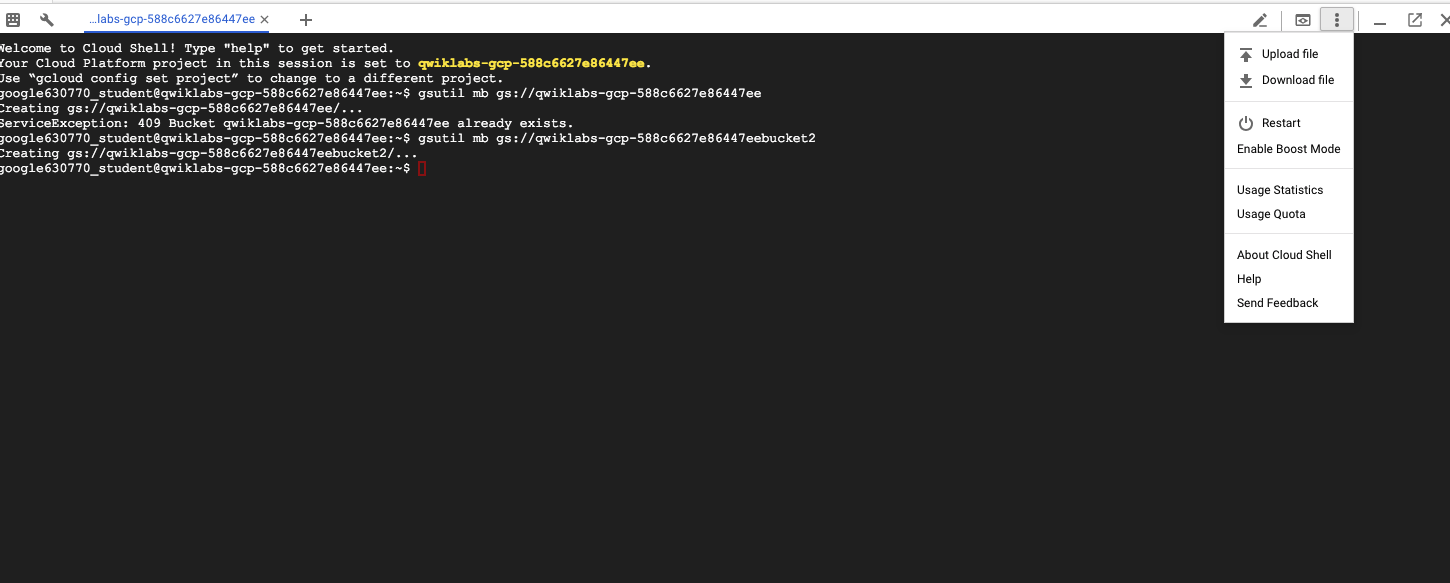 ...labs-gcp-588c6627e86447ee
Welcome to Cloud Shell! Type "help" to get started.
Your Cloud Platform project in this session is set to qwiklabs-gcp-588c6627e86447ee.
Use “gcloud config set project” to change to a different project.
google630770_student@qwiklabs-gcp-588c6627e86447ee:~$ gsutil mb gs://qwiklabs-gcp-588c6627e86447ee
Creating gs://qwiklabs-gcp-588c6627e86447ee/...
ServiceException: 409 Bucket qwiklabs-gcp-588c6627e86447ee already exists.
google630770_student@qwiklabs-gcp-588c6627e86447ee:~$ gsutil mb gs://qwiklabs-gcp-588c6627e86447eebucket2
Creating gs://qwiklabs-gcp-588c6627e86447eebucket2/...
google630770_student@qwiklabs-gcp-588c6627e86447ee:~$
Upload file
Download file
Restart
Enable Boost Mode
Usage Statistics
Usage Quota
About Cloud Shell
Help
Send Feedback